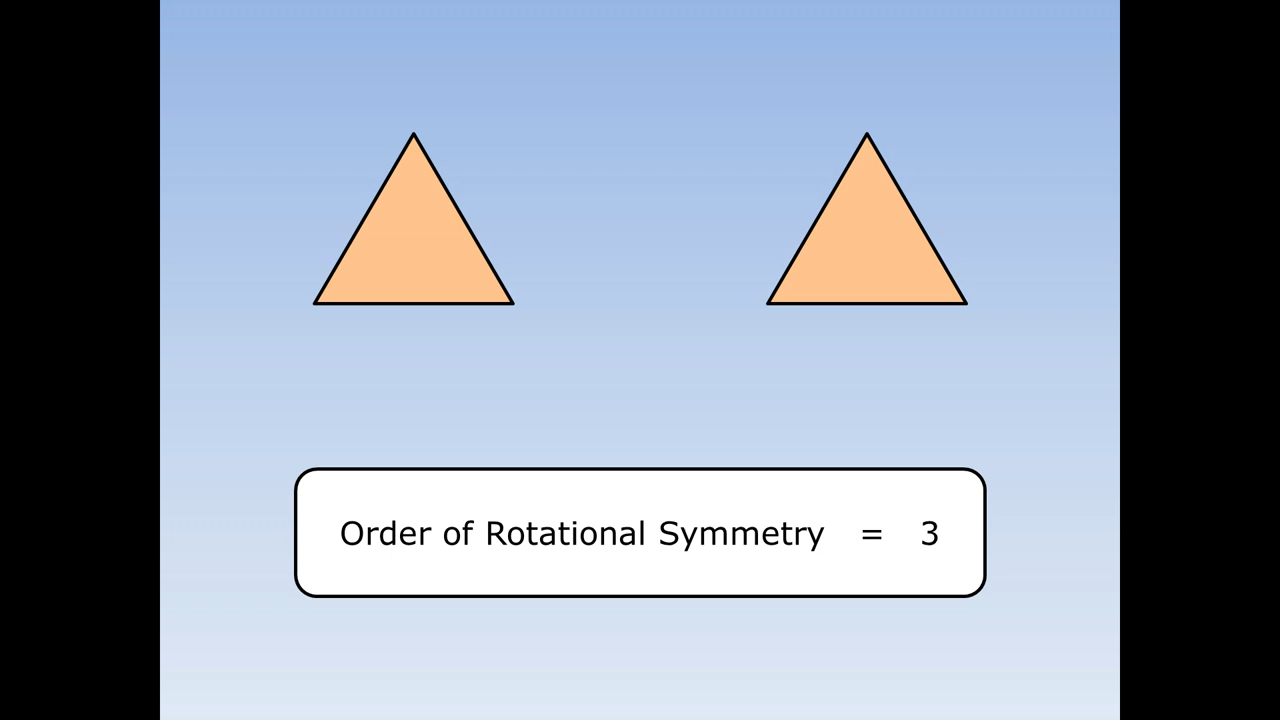 Order of Rotational Symmetry = 3